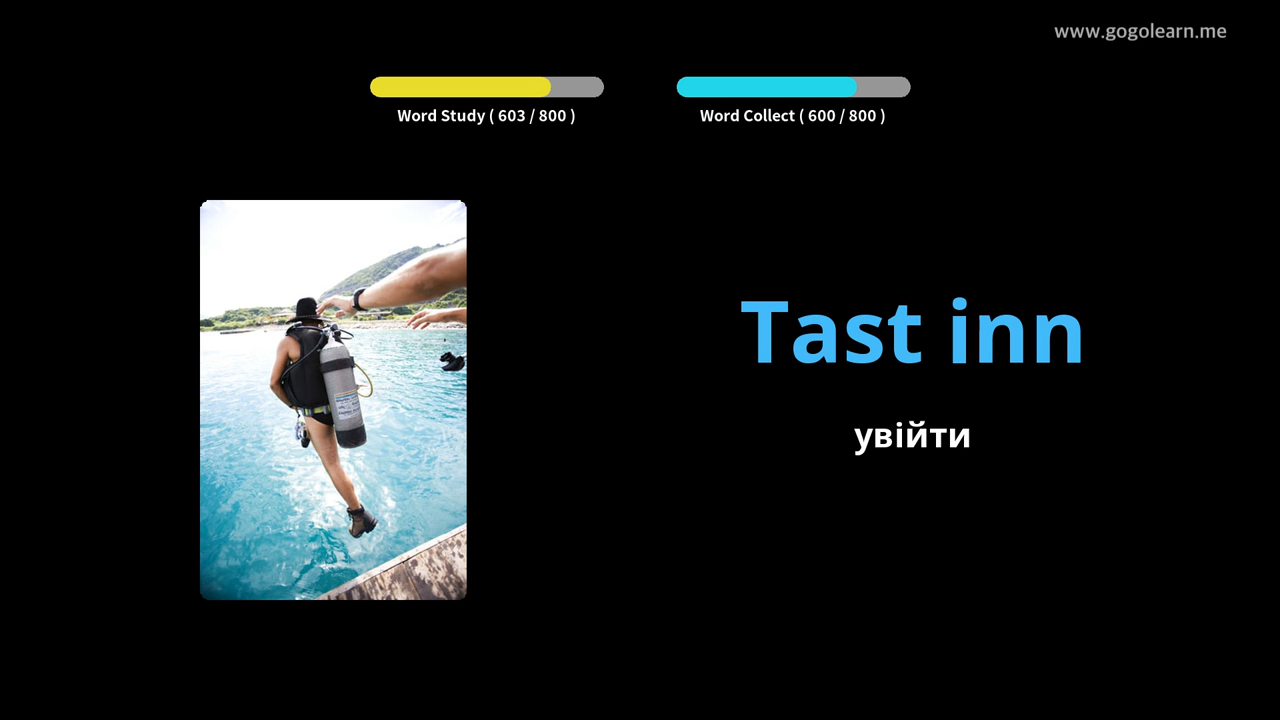 www.gogolearn.me
Word Study ( 603 / 800 )
Word Collect ( 600 / 800 )
Tast inn
увійти